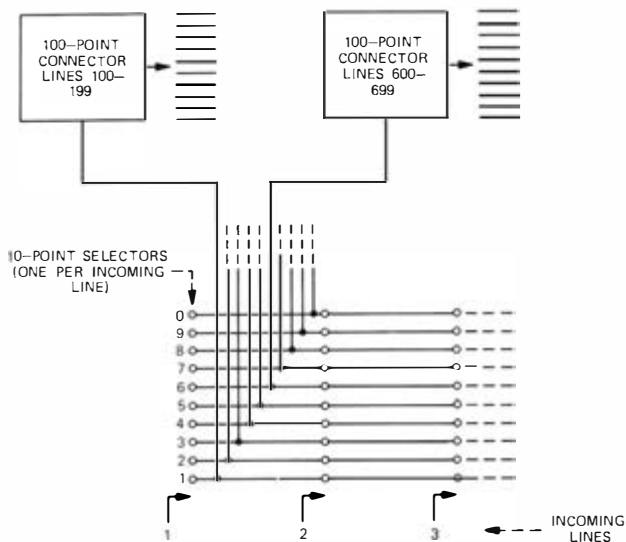 100-POINT
CONNECTOR
LINES 100-
199
100-POINT
CONNECTOR
LINES 600-
699
10-POINT SELECTORS
(ONE PER INCOMING
LINE)
0
9
8
7
6
5
4
3
2
1
1
2
3
INCOMING
LINES